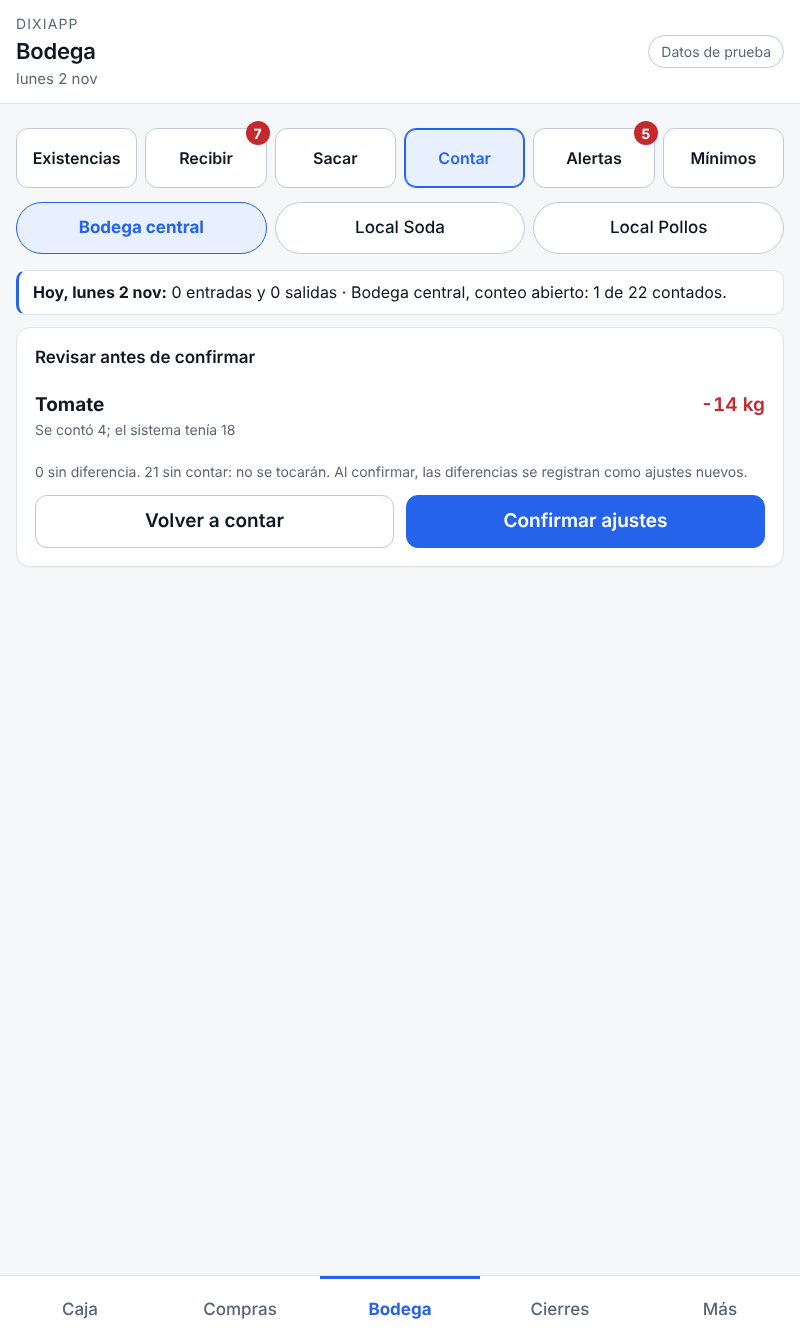 DIXIAPP
Bodega
lunes 2 nov
Datos de prueba
Existencias
Recibir
7
Sacar
Contar
Alertas
5
Mínimos
Bodega central
Local Soda
Local Pollos
Hoy, lunes 2 nov: 0 entradas y 0 salidas · Bodega central, conteo abierto: 1 de 22 contados.
Revisar antes de confirmar
Tomate
-14 kg
Se contó 4; el sistema tenía 18
0 sin diferencia. 21 sin contar: no se tocarán. Al confirmar, las diferencias se registran como ajustes nuevos.
Volver a contar
Confirmar ajustes
Caja
Compras
Bodega
Cierres
Más